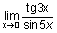 lim tg3x
x→0 sin5x